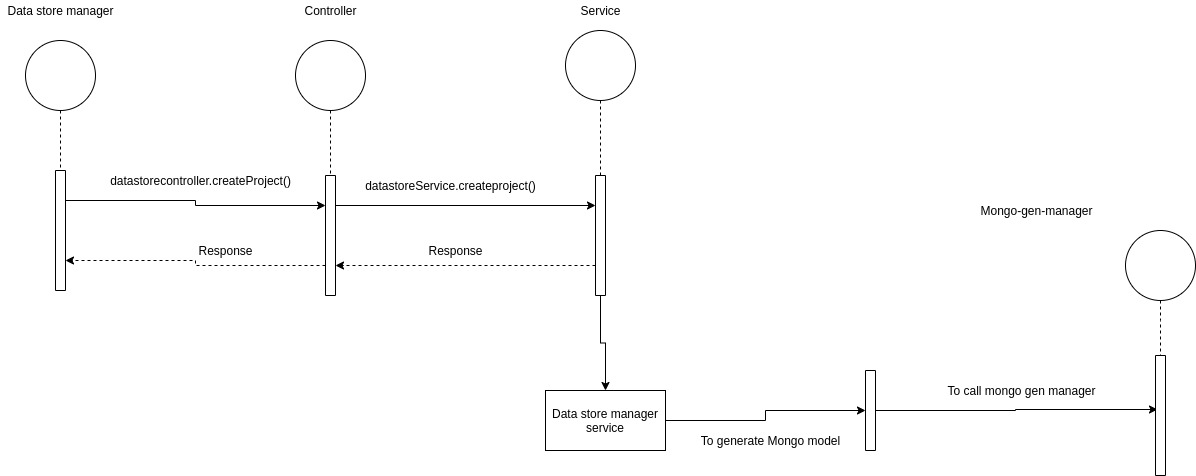 Data store manager
Controller
Service
datastorecontroller.createProject()
datastoreService.createproject()
Mongo-gen-manager
Response
Response
To call mongo gen manager
Data store manager
service
To generate Mongo model